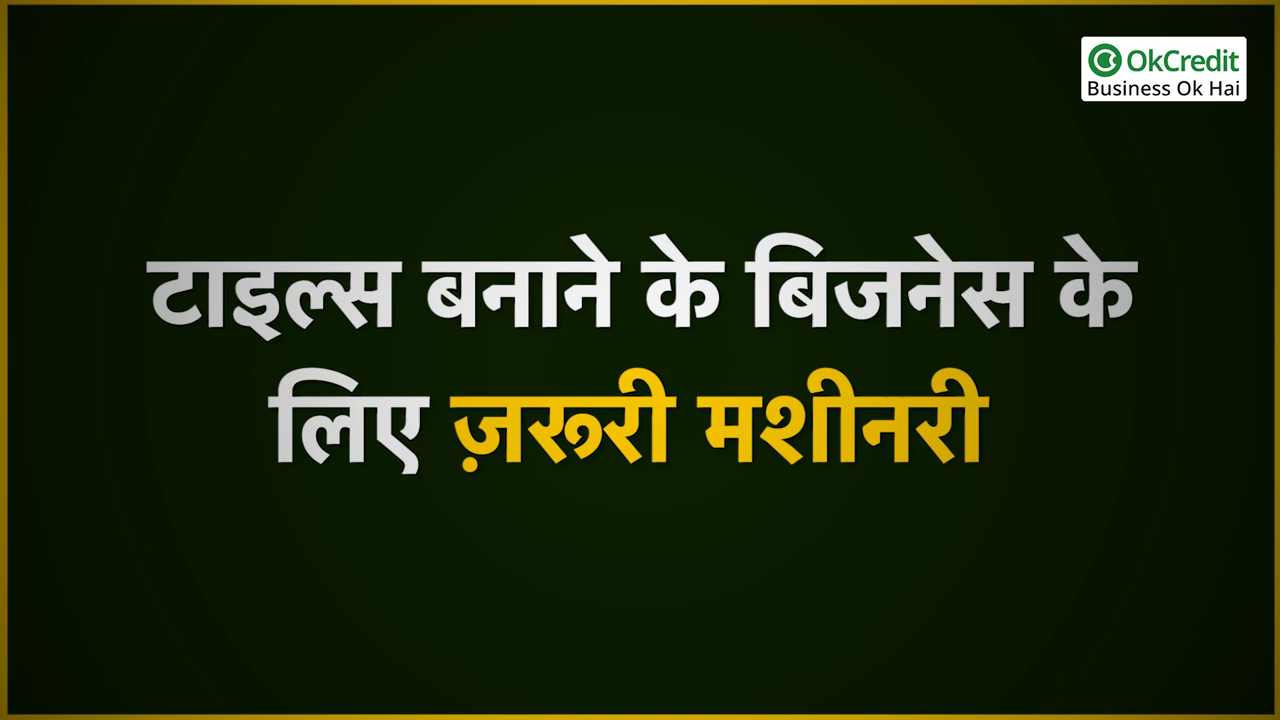 OkCredit
Business Ok Hai
टाइल्स बनाने के बिजनेस के
लिए ज़रूरी मशीनरी